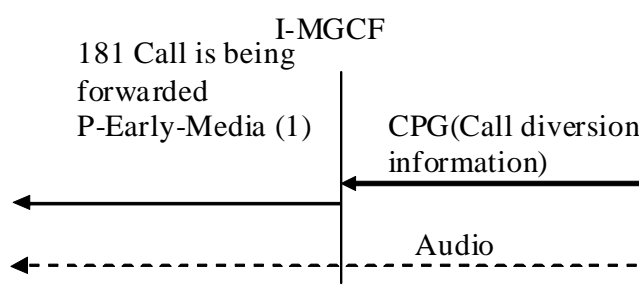 I-MGCF
181 Call is being
forwarded
P-Early-Media (1)
CPG(Call diversion
information)
Audio